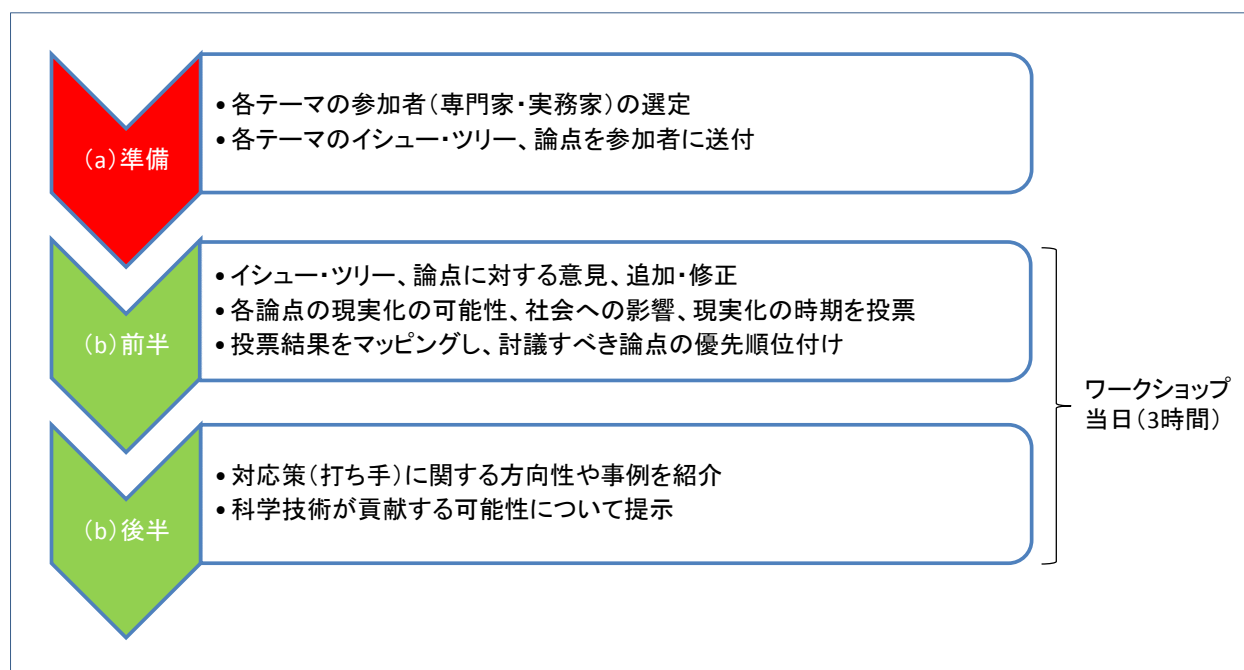 (a)準備
•各テーマの参加者（専門家・実務家）の選定
•各テーマのイシュー・ツリー、論点を参加者に送付
(b)前半
•イシュー・ツリー、論点に対する意見、追加・修正
•各論点の現実化の可能性、社会への影響、現実化の時期を投票
•投票結果をマッピングし、討議すべき論点の優先順位付け
(b)後半
•対応策（打ち手）に関する方向性や事例を紹介
•科学技術が貢献する可能性について提示
ワークショップ
当日（3時間）